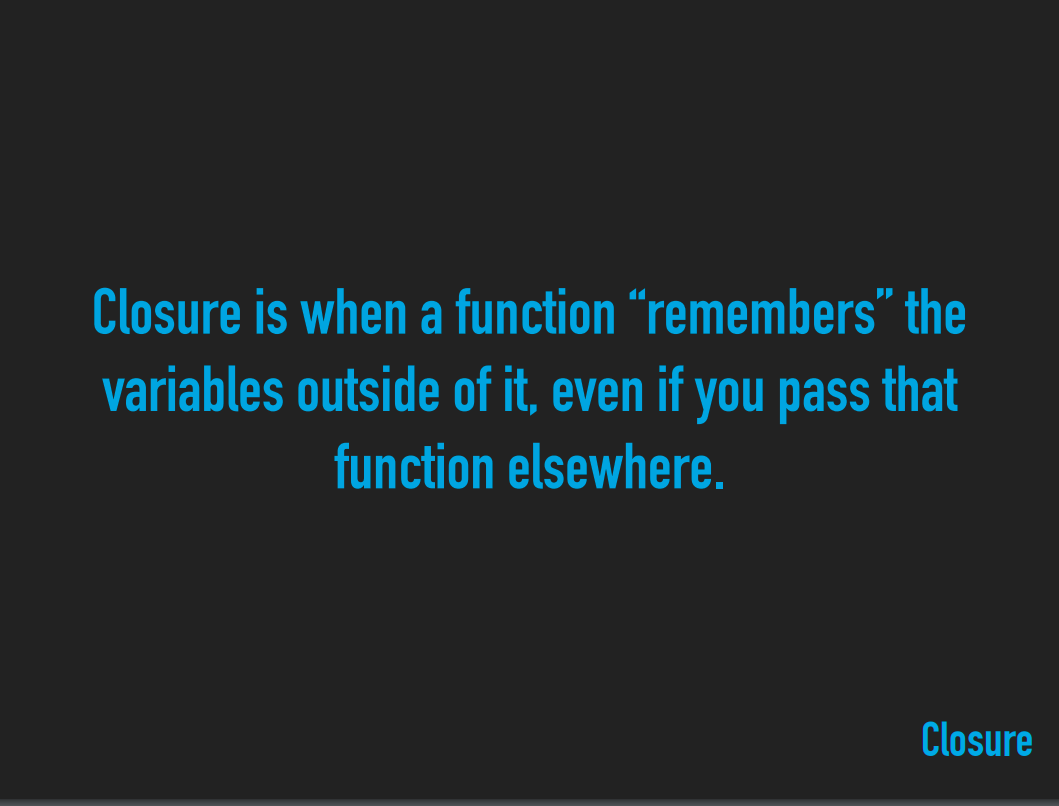 Closure is when a function “remembers” the
variables outside of it, even if you pass that
function elsewhere.
Closure